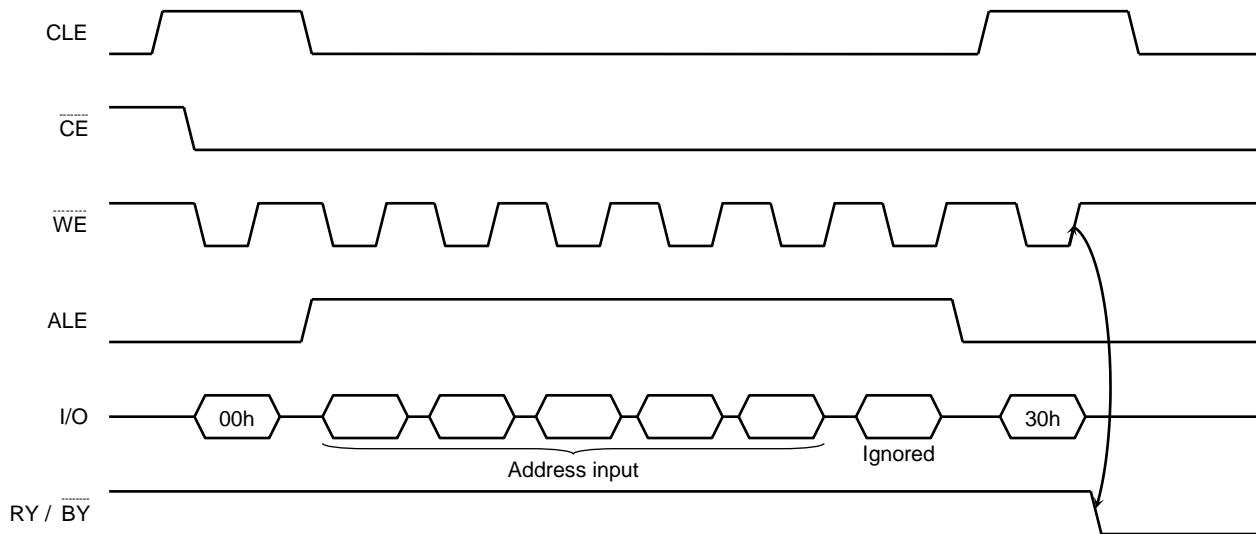 CLE
CE
WE
ALE
I/O
00h
30h
Address input
Ignored
RY / BY